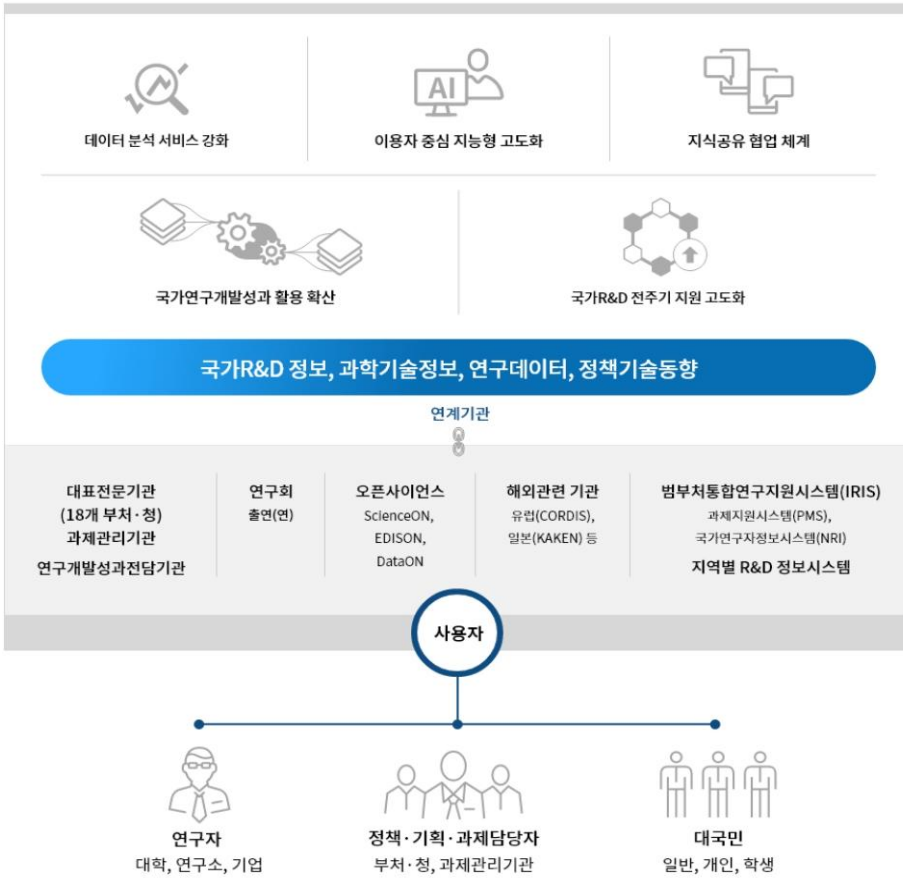 데이터 분석 서비스 강화
AI
이용자 중심 지능형 고도화
지식공유 협업 체계
국가연구개발성과 활용 확산
국가R&D 전주기 지원 고도화
국가R&D 정보, 과학기술정보, 연구데이터, 정책기술동향
연계기관
대표전문기관
(18개 부처·청)
과제관리기관
연구개발성과전담기관
연구회
출연(연)
오픈사이언스
ScienceON,
EDISON,
DataON
해외관련 기관
유럽(CORDIS),
일본(KAKEN) 등
범부처통합연구지원시스템(IRIS)
과제지원시스템(PMS),
국가연구자정보시스템(NRI)
지역별 R&D 정보시스템
사용자
연구자
대학, 연구소, 기업
정책·기획·과제담당자
부처·청, 과제관리기관
대국민
일반, 개인, 학생